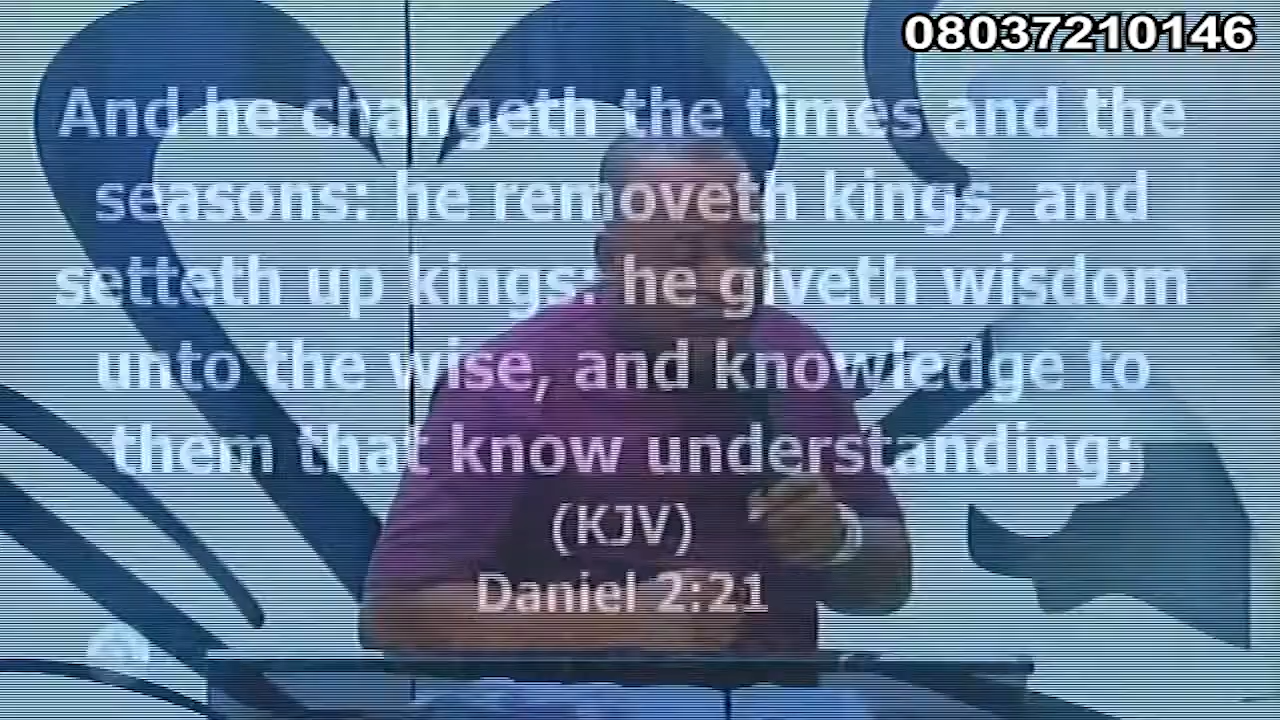 08037210146
And he changeth the times and the
seasons: he removeth kings, and
setteth up kings: he giveth wisdom
unto the wise, and knowledge to
them that know understanding:
(KJV)
Daniel 2:21